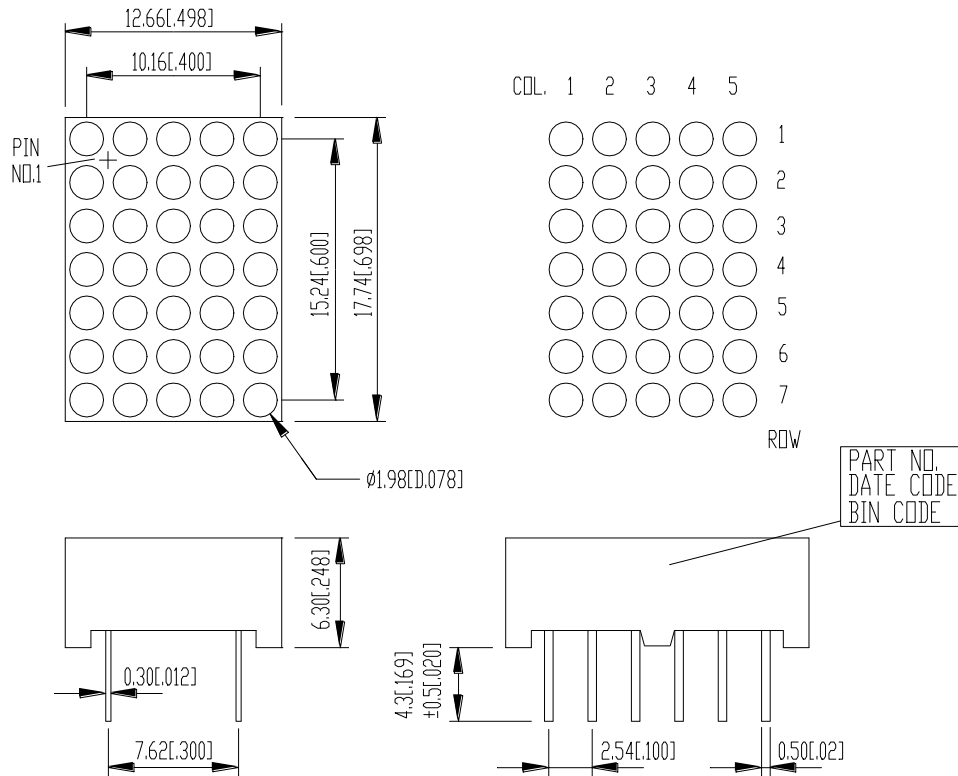 12.66[.498]
10.16[.400]
PIN
NO.1
15.24[.600]
17.74[.698]
ø1.98[D.078]
COL. 1 2 3 4 5
1
2
3
4
5
6
7
ROW
PART NO.
DATE CODE
BIN CODE
6.30[.248]
0.30[.012]
7.62[.300]
4.3[.169]
±0.5[.020]
2.54[.100]
0.50[.02]